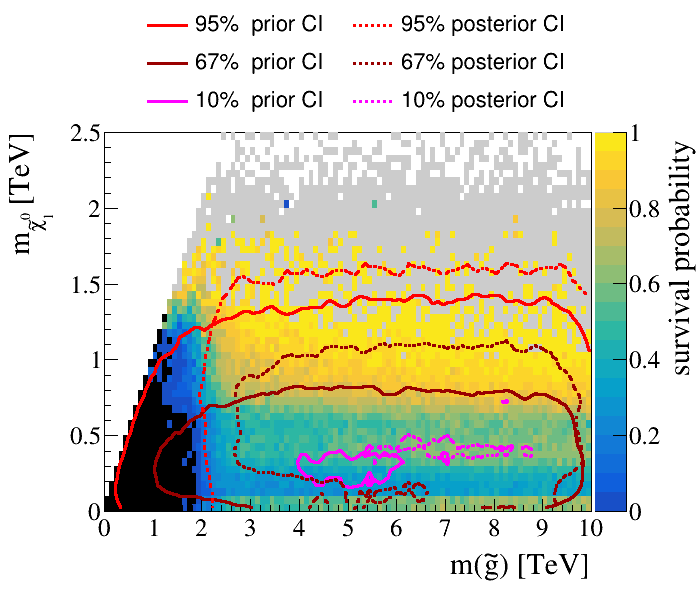 95%  prior CI
95% posterior CI
67%  prior CI
67% posterior CI
10%  prior CI
10% posterior CI
m_{χ̃₁⁰} [TeV]
2.5
2
1.5
1
0.5
0
0 1 2 3 4 5 6 7 8 9 10
m(g̃) [TeV]
1
0.8
0.6
0.4
0.2
0
survival probability